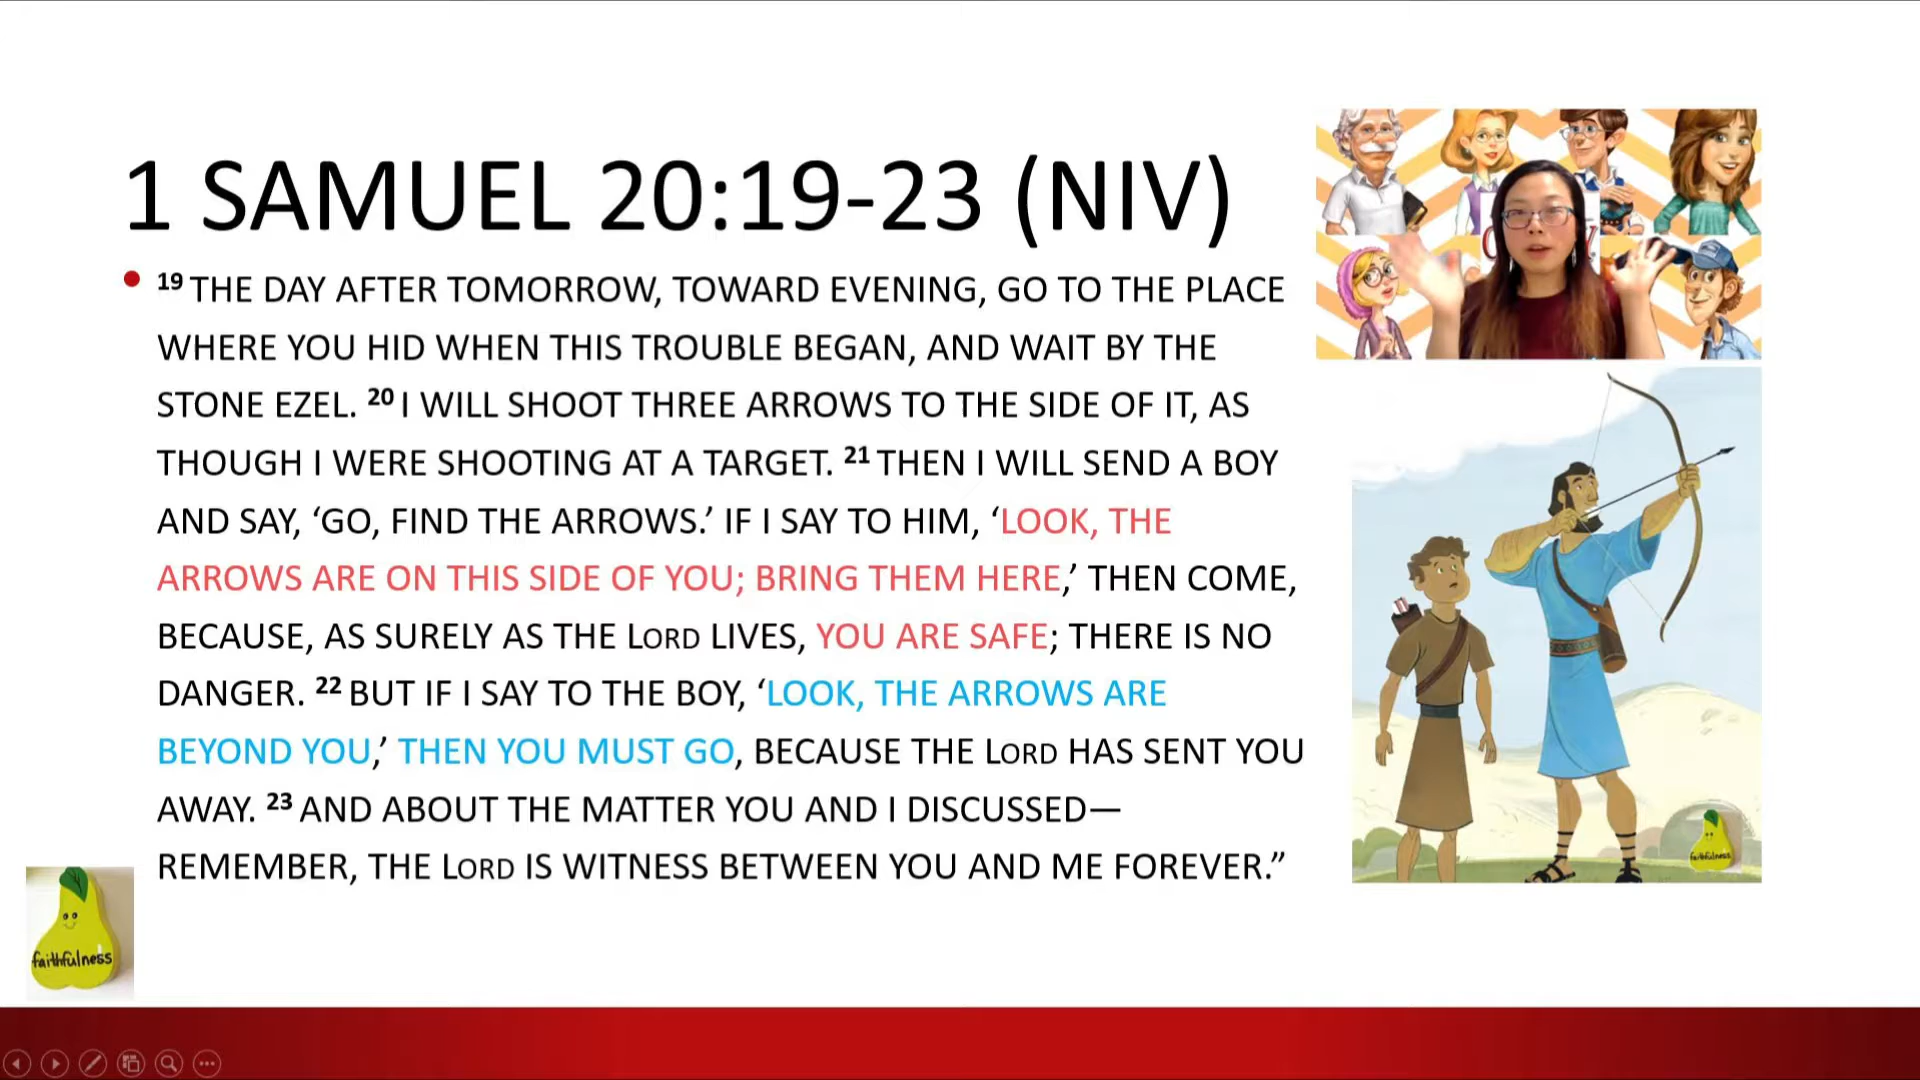 1 SAMUEL 20:19-23 (NIV)
• 19 THE DAY AFTER TOMORROW, TOWARD EVENING, GO TO THE PLACE
WHERE YOU HID WHEN THIS TROUBLE BEGAN, AND WAIT BY THE
STONE EZEL. 20 I WILL SHOOT THREE ARROWS TO THE SIDE OF IT, AS
THOUGH I WERE SHOOTING AT A TARGET. 21 THEN I WILL SEND A BOY
AND SAY, ‘GO, FIND THE ARROWS.’ IF I SAY TO HIM, ‘LOOK, THE
ARROWS ARE ON THIS SIDE OF YOU; BRING THEM HERE,’ THEN COME,
BECAUSE, AS SURELY AS THE LORD LIVES, YOU ARE SAFE; THERE IS NO
DANGER. 22 BUT IF I SAY TO THE BOY, ‘LOOK, THE ARROWS ARE
BEYOND YOU,’ THEN YOU MUST GO, BECAUSE THE LORD HAS SENT YOU
AWAY. 23 AND ABOUT THE MATTER YOU AND I DISCUSSED—
REMEMBER, THE LORD IS WITNESS BETWEEN YOU AND ME FOREVER.”
faithfulness
faithfulness